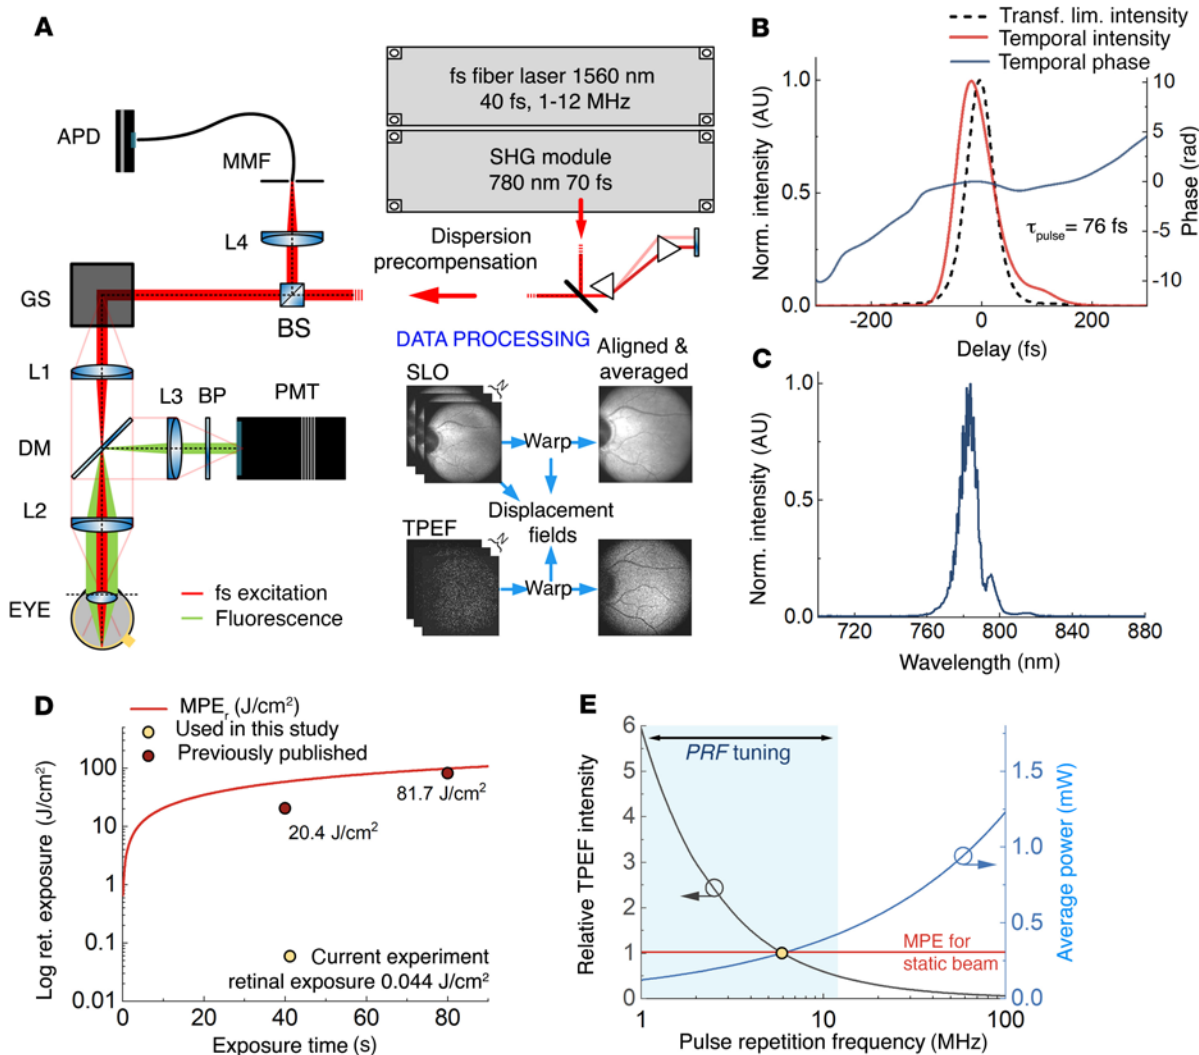 A
fs fiber laser 1560 nm
40 fs, 1-12 MHz
SHG module
780 nm 70 fs
APD
MMF
L4
Dispersion
precompensation
GS
BS
L1
L3
BP
PMT
DM
L2
EYE
fs excitation
Fluorescence
DATA PROCESSING
SLO
Aligned &
averaged
N
Warp
Displacement
fields
TPEF
N
Warp
B
Transf. lim. intensity
Temporal intensity
Temporal phase
Norm. intensity (AU)
1.0
0.5
0.0
10
5
0
-5
-10
Phase (rad)
τpulse= 76 fs
-200
0
200
Delay (fs)
C
Norm. intensity (AU)
1.0
0.5
0.0
720
760
800
840
880
Wavelength (nm)
D
MPEr (J/cm²)
Used in this study
Previously published
Log ret. exposure (J/cm²)
100
10
1
0.1
0.01
81.7 J/cm²
20.4 J/cm²
Current experiment
retinal exposure 0.044 J/cm²
0
20
40
60
80
Exposure time (s)
E
Relative TPEF intensity
6
5
4
3
2
1
0
PRF tuning
MPE for
static beam
1.5
1.0
0.5
0.0
Average power (mW)
1
10
100
Pulse repetition frequency (MHz)